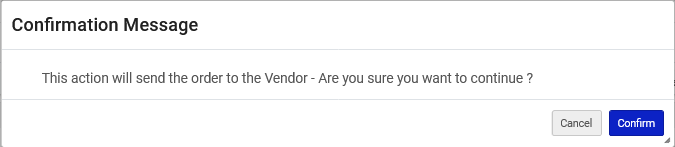 Confirmation Message
This action will send the order to the Vendor - Are you sure you want to continue ?
Cancel
Confirm